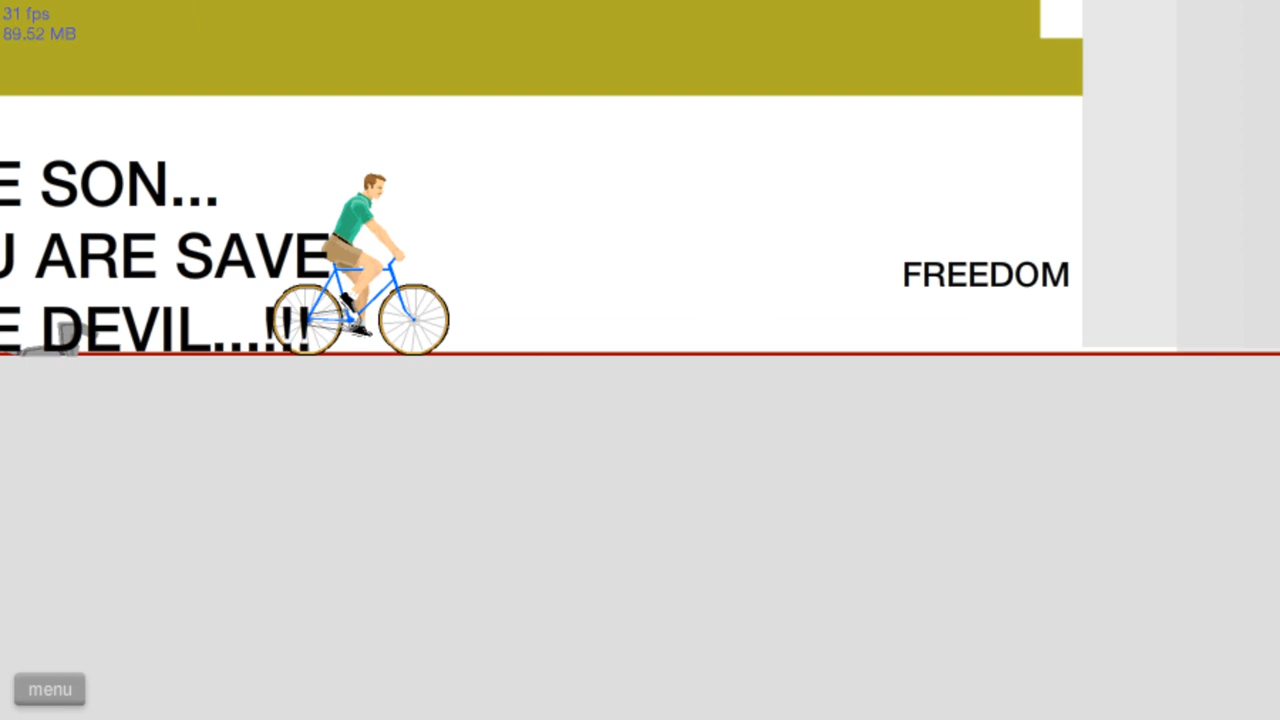 31 fps
89.52 MB
E SON...
U ARE SAVE
E DEVIL...!!!
FREEDOM
menu